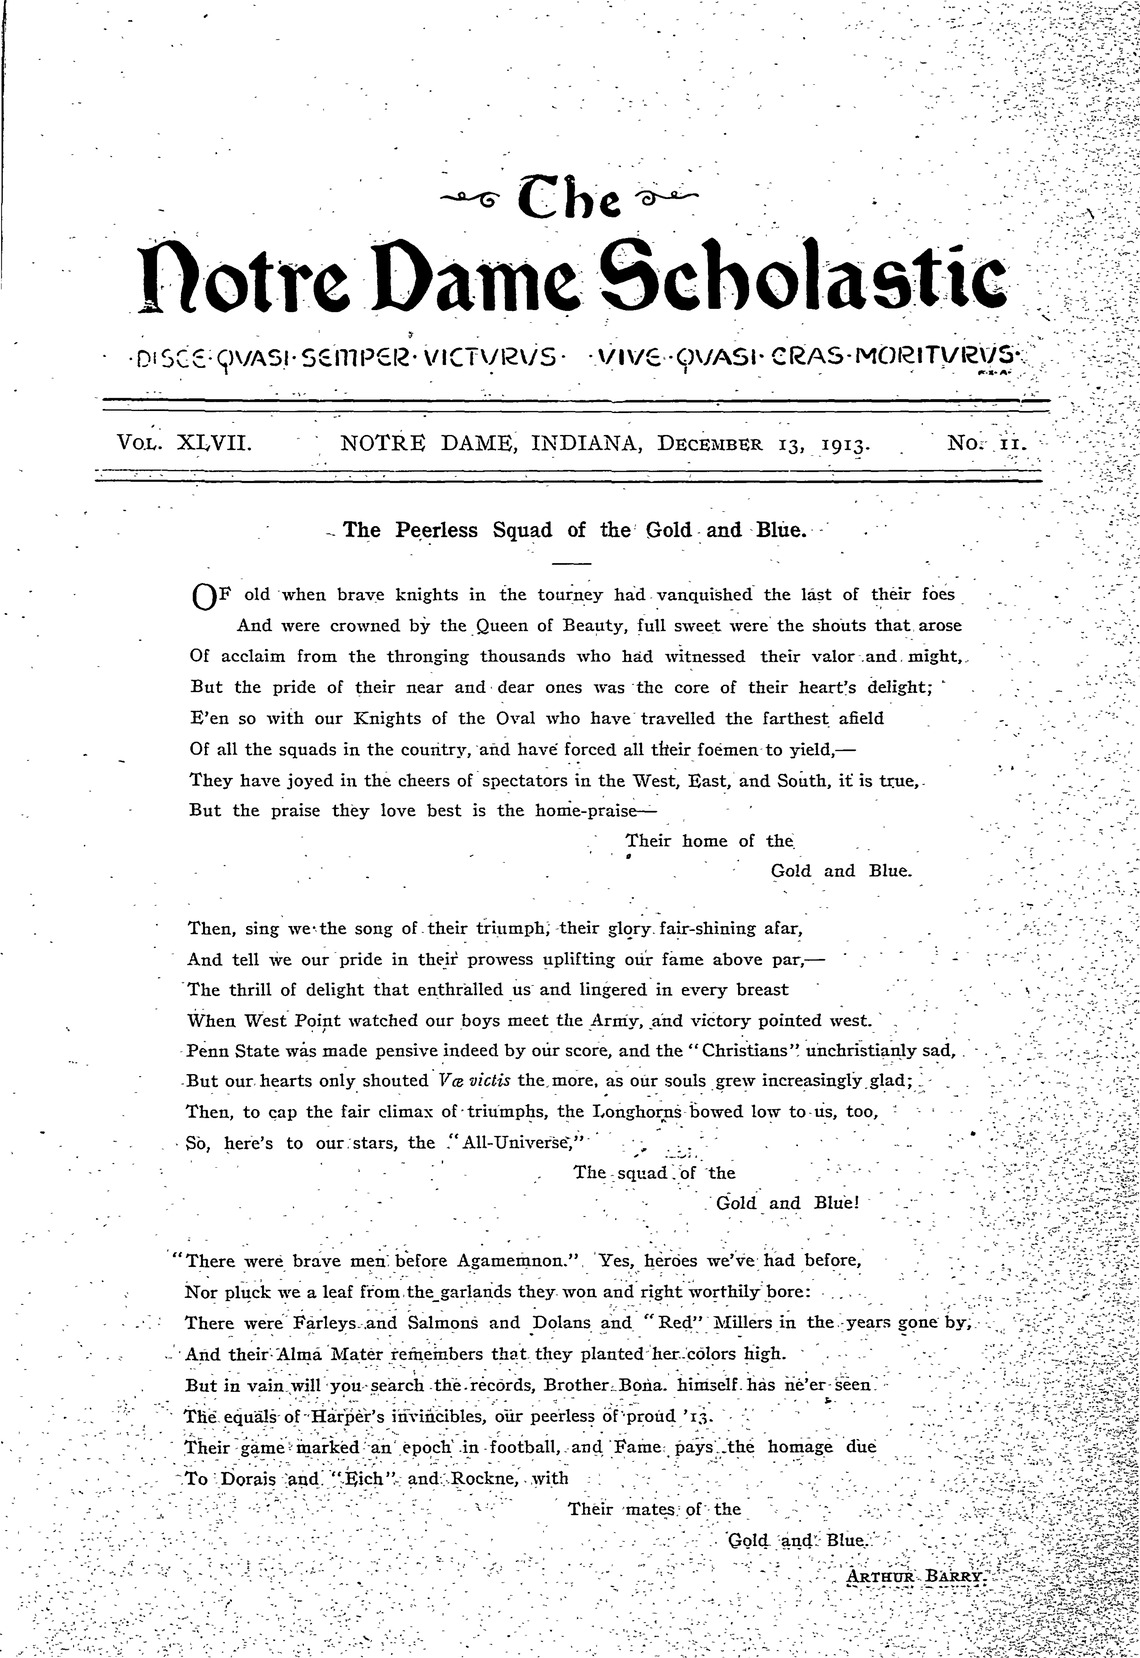 The
Notre Dame Scholastic
·DISCE·QVASI·SEMPER·VICTVRVS· ·VIVE·QVASI·CRAS·MORITVRVS·
VOL. XLVII. NOTRE DAME, INDIANA, DECEMBER 13, 1913. NO. 11.
The Peerless Squad of the Gold and Blue.
OF old when brave knights in the tourney had vanquished the last of their foes
And were crowned by the Queen of Beauty, full sweet were the shouts that arose
Of acclaim from the thronging thousands who had witnessed their valor and might,
But the pride of their near and dear ones was the core of their heart's delight;
E'en so with our Knights of the Oval who have travelled the farthest afield
Of all the squads in the country, and have forced all their foemen to yield,—
They have joyed in the cheers of spectators in the West, East, and South, it is true,
But the praise they love best is the home-praise—
Their home of the
Gold and Blue.
Then, sing we the song of their triumph, their glory fair-shining afar,
And tell we our pride in their prowess uplifting our fame above par,—
The thrill of delight that enthralled us and lingered in every breast
When West Point watched our boys meet the Army, and victory pointed west.
Penn State was made pensive indeed by our score, and the "Christians" unchristianly sad,
But our hearts only shouted Væ victis the more, as our souls grew increasingly glad;
Then, to cap the fair climax of triumphs, the Longhorns bowed low to us, too,
So, here's to our stars, the "All-Universe,"
The squad of the
Gold and Blue!
"There were brave men before Agamemnon." Yes, heroes we've had before,
Nor pluck we a leaf from the garlands they won and right worthily bore:
There were Farleys and Salmons and Dolans and "Red" Millers in the years gone by,
And their Alma Mater remembers that they planted her colors high.
But in vain will you search the records, Brother Bona. himself has ne'er seen
The equals of Harper's invincibles, our peerless of proud '13.
Their game marked an epoch in football, and Fame pays the homage due
To Dorais and "Eich" and Rockne, with
Their mates of the
Gold and Blue.
ARTHUR BARRY.